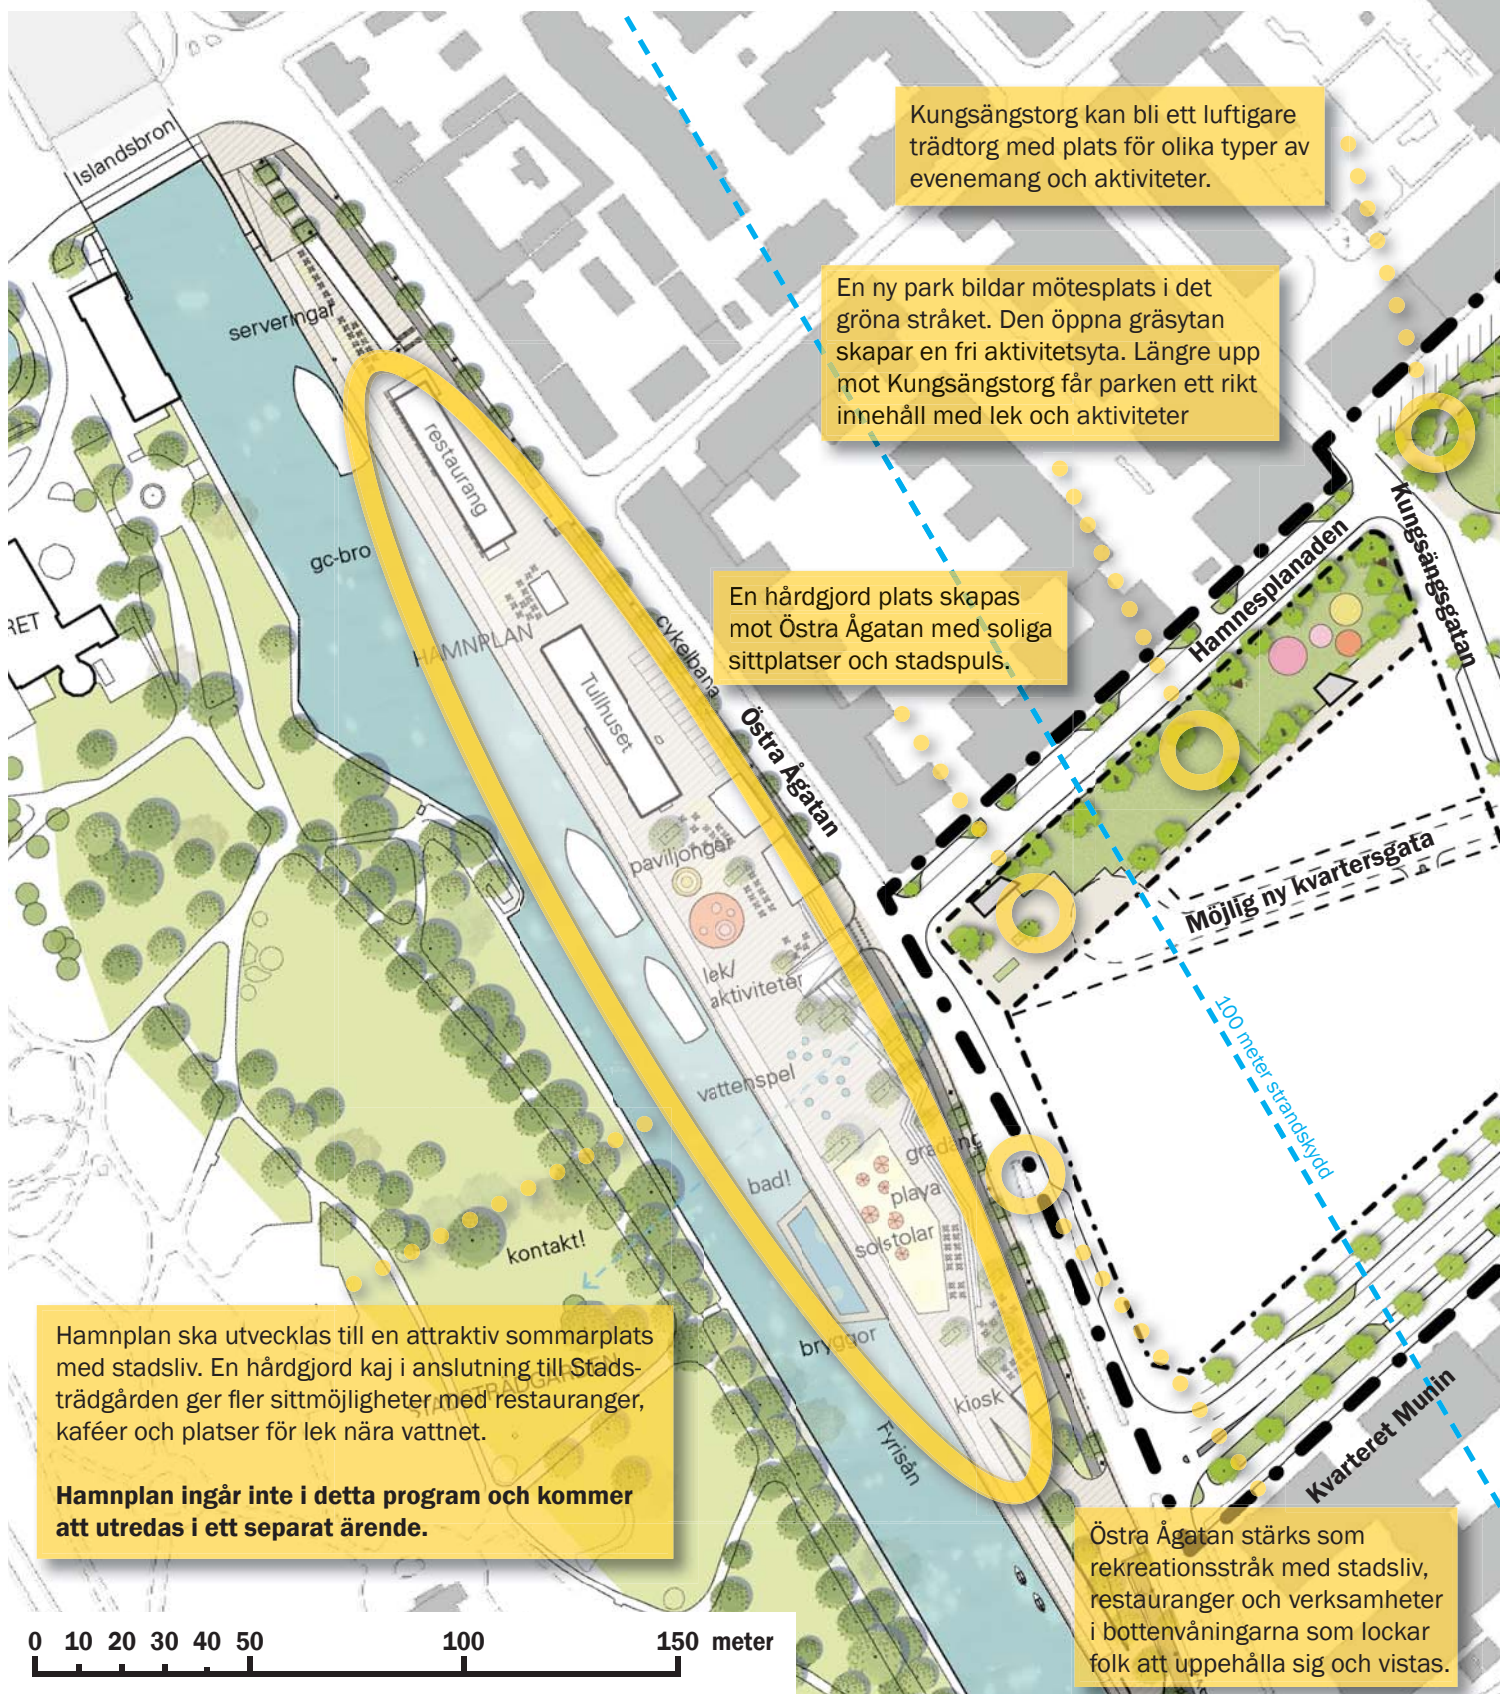 Islandsbron
Kungsängstorg kan bli ett luftigare
trädtorg med plats för olika typer av
evenemang och aktiviteter.
En ny park bildar mötesplats i det
gröna stråket. Den öppna gräsytan
skapar en fri aktivitetsyta. Längre upp
mot Kungsängstorg får parken ett rikt
innehåll med lek och aktiviteter
serveringar
restaurang
gc-bro
HAMNPLAN
RET
Tullhuset
cykelbana
En hårdgjord plats skapas
mot Östra Ågatan med soliga
sittplatser och stadspuls.
Östra Ågatan
Hamnesplanaden
Kungsängsgatan
Möjlig ny kvartersgata
paviljonger
lek/
aktiviteter
vattenspel
100 meter strandskydd
gradäng
bad!
playa
solstolar
kontakt!
bryggor
kiosk
Fyrisån
Kvarteret Munin
STADSTRÄDGÅRDEN
Hamnplan ska utvecklas till en attraktiv sommarplats
med stadsliv. En hårdgjord kaj i anslutning till Stads-
trädgården ger fler sittmöjligheter med restauranger,
kaféer och platser för lek nära vattnet.
Hamnplan ingår inte i detta program och kommer
att utredas i ett separat ärende.
Östra Ågatan stärks som
rekreationsstråk med stadsliv,
restauranger och verksamheter
i bottenvåningarna som lockar
folk att uppehålla sig och vistas.
0 10 20 30 40 50 100 150 meter